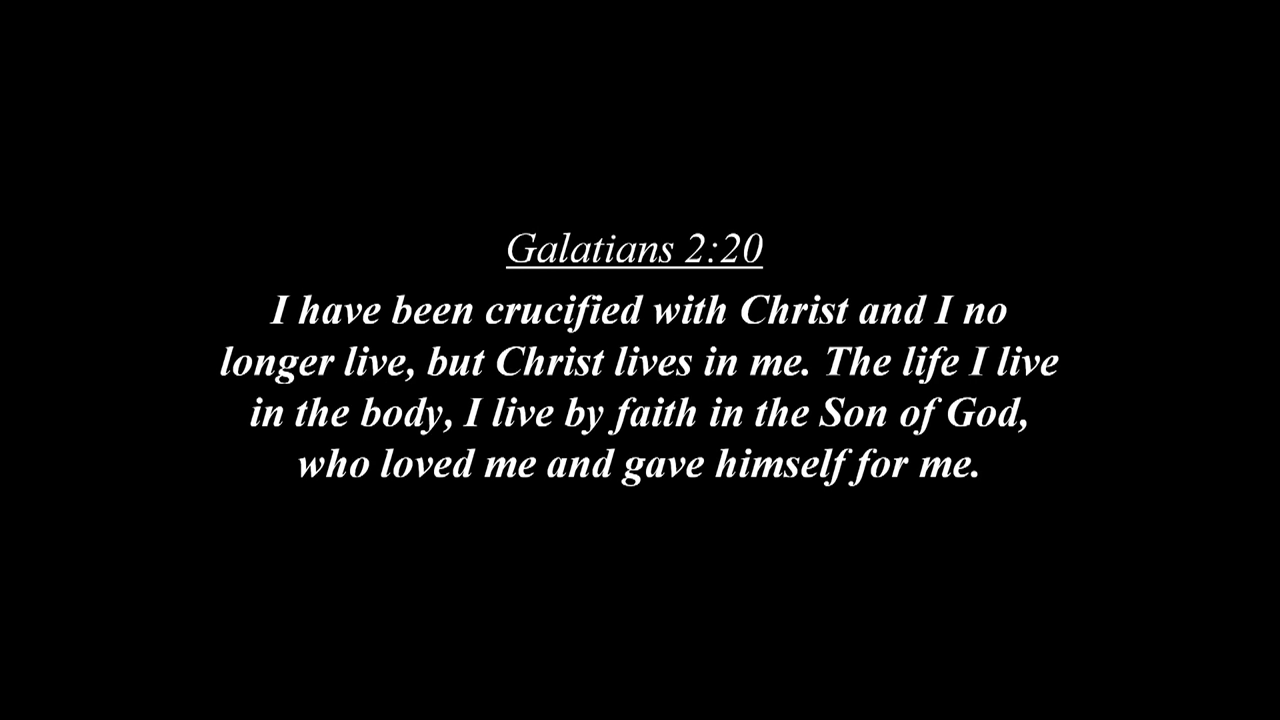 Galatians 2:20
I have been crucified with Christ and I no
longer live, but Christ lives in me. The life I live
in the body, I live by faith in the Son of God,
who loved me and gave himself for me.